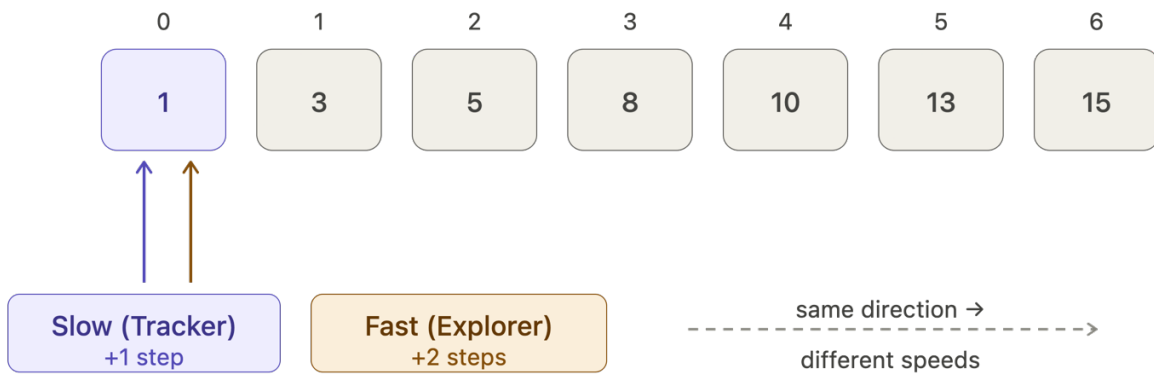 0 1 2 3 4 5 6
1 3 5 8 10 13 15
Slow (Tracker)
+1 step
Fast (Explorer)
+2 steps
same direction →
different speeds